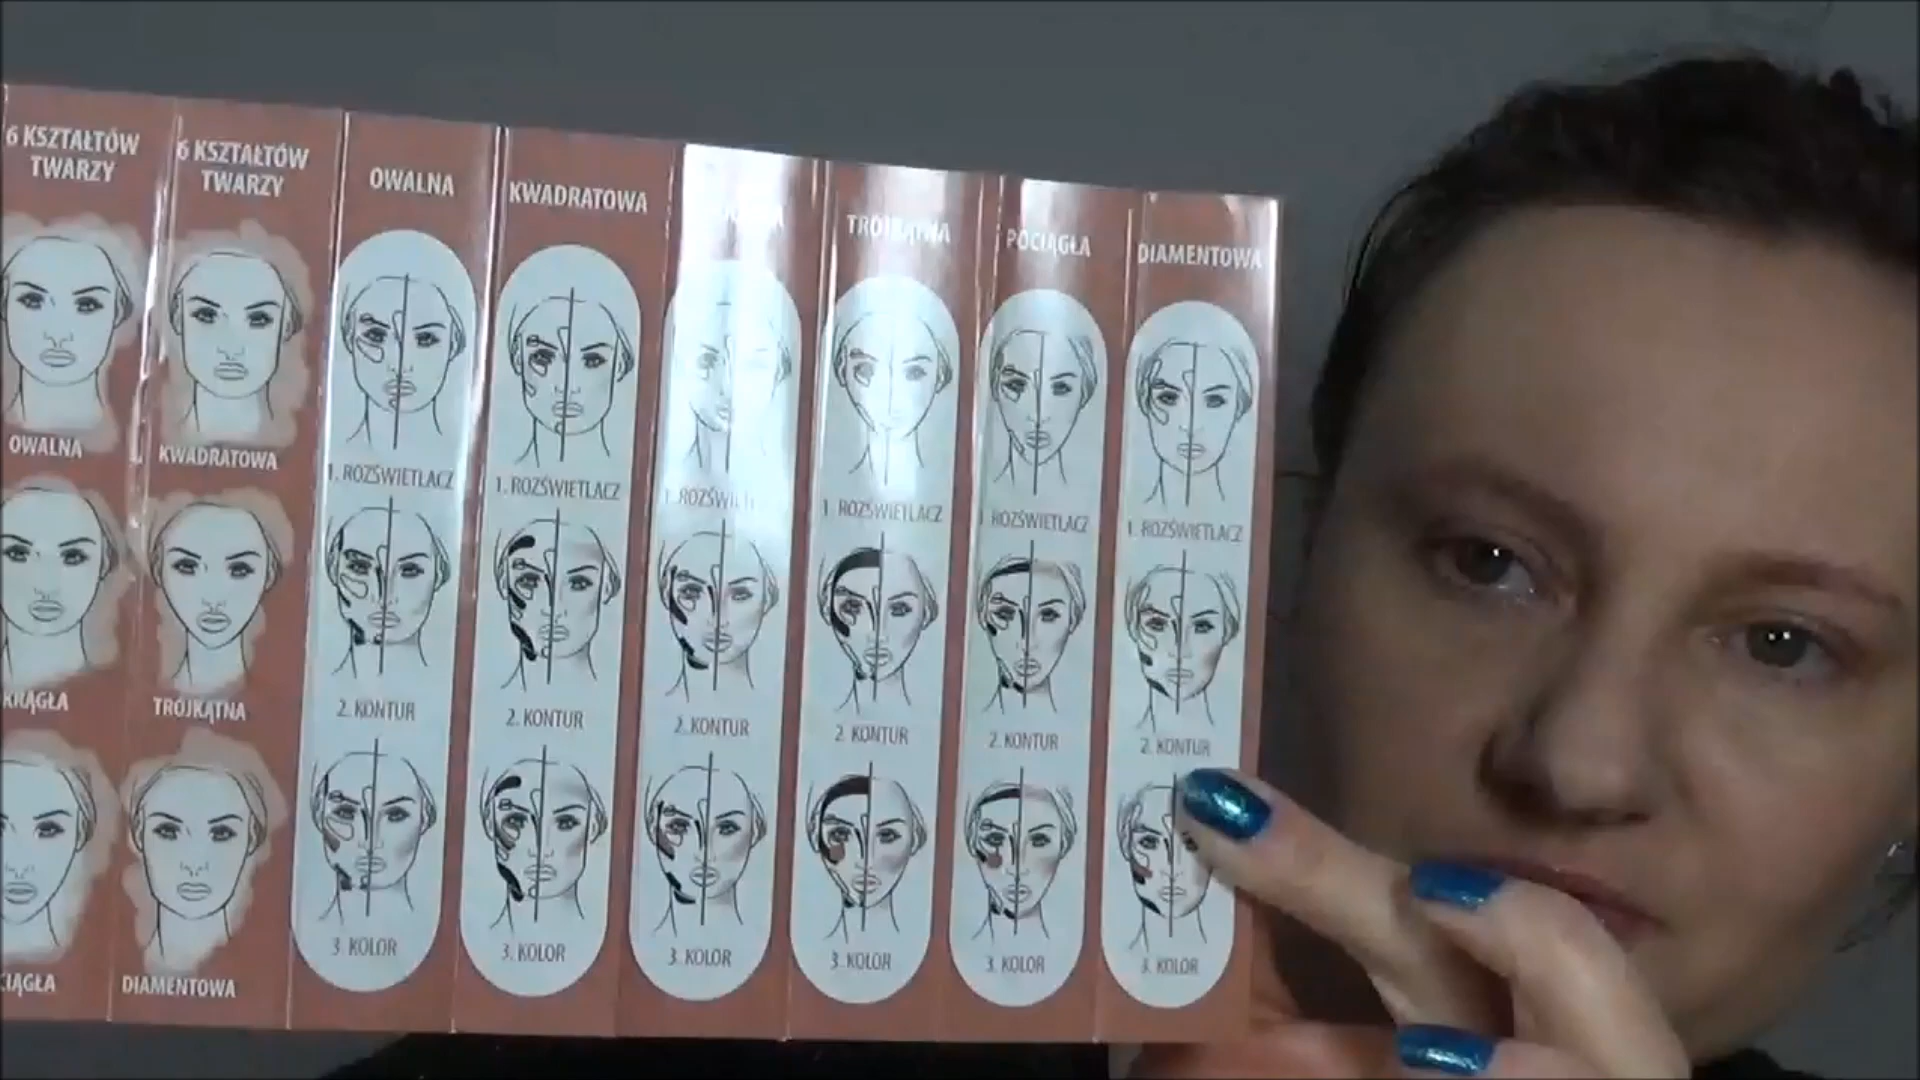 6 KSZTAŁTÓW
TWARZY
OWALNA
6 KSZTAŁTÓW
TWARZY
KWADRATOWA
TRÓJKĄTNA
DIAMENTOWA
OWALNA
1. ROZŚWIETLACZ
2. KONTUR
3. KOLOR
KWADRATOWA
1. ROZŚWIETLACZ
2. KONTUR
3. KOLOR
2. KONTUR
3. KOLOR
TRÓJKĄTNA
1. ROZŚWIETLACZ
2. KONTUR
3. KOLOR
POCIĄGŁA
1. ROZŚWIETLACZ
2. KONTUR
3. KOLOR
DIAMENTOWA
1. ROZŚWIETLACZ
2. KONTUR
3. KOLOR